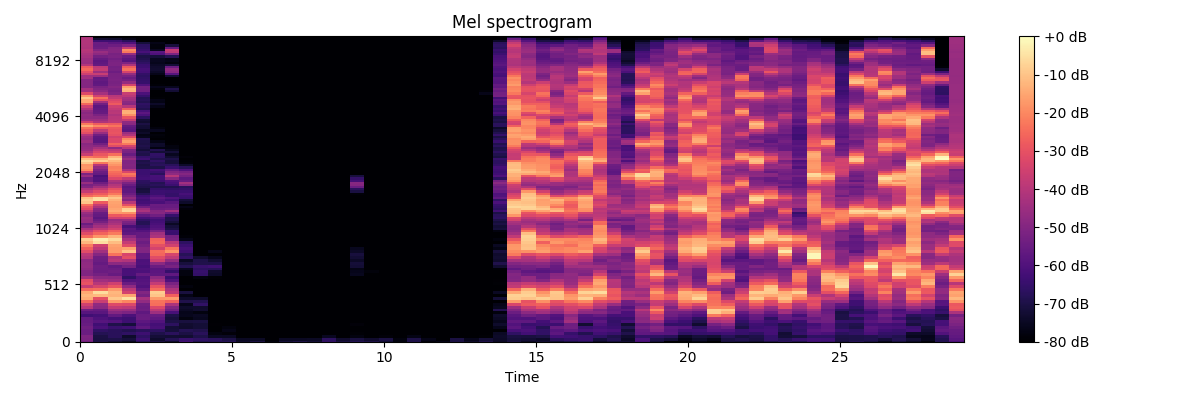 Mel spectrogram
Hz
8192
4096
2048
1024
512
0
0 5 10 15 20 25
Time
+0 dB
-10 dB
-20 dB
-30 dB
-40 dB
-50 dB
-60 dB
-70 dB
-80 dB